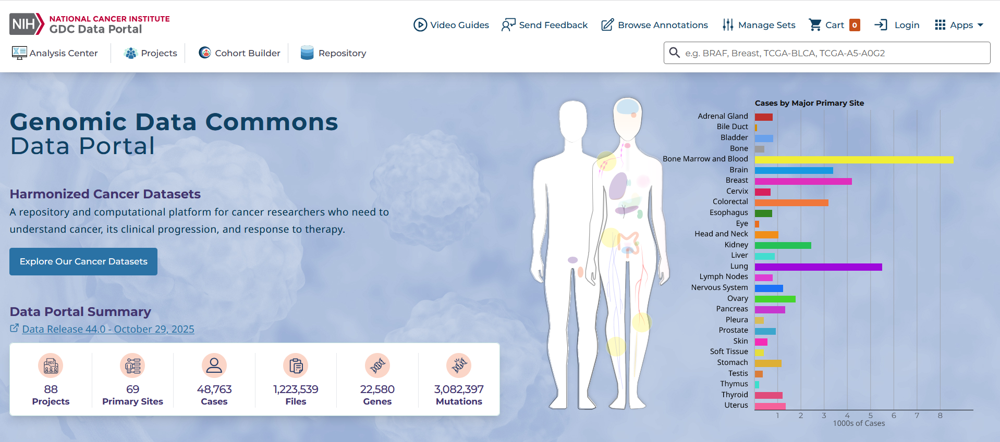 NIH
NATIONAL CANCER INSTITUTE
GDC Data Portal
Video Guides
Send Feedback
Browse Annotations
Manage Sets
Cart
0
Login
Apps
Analysis Center
Projects
Cohort Builder
Repository
e.g. BRAF, Breast, TCGA-BLCA, TCGA-A5-A0G2
Genomic Data Commons
Data Portal
Harmonized Cancer Datasets
A repository and computational platform for cancer researchers who need to
understand cancer, its clinical progression, and response to therapy.
Explore Our Cancer Datasets
Data Portal Summary
Data Release 44.0 - October 29, 2025
88
Projects
69
Primary Sites
48,763
Cases
1,223,539
Files
22,580
Genes
3,082,397
Mutations
Cases by Major Primary Site
Adrenal Gland
Bile Duct
Bladder
Bone
Bone Marrow and Blood
Brain
Breast
Cervix
Colorectal
Esophagus
Eye
Head and Neck
Kidney
Liver
Lung
Lymph Nodes
Nervous System
Ovary
Pancreas
Pleura
Prostate
Skin
Soft Tissue
Stomach
Testis
Thymus
Thyroid
Uterus
1 2 3 4 5 6 7 8
1000s of Cases